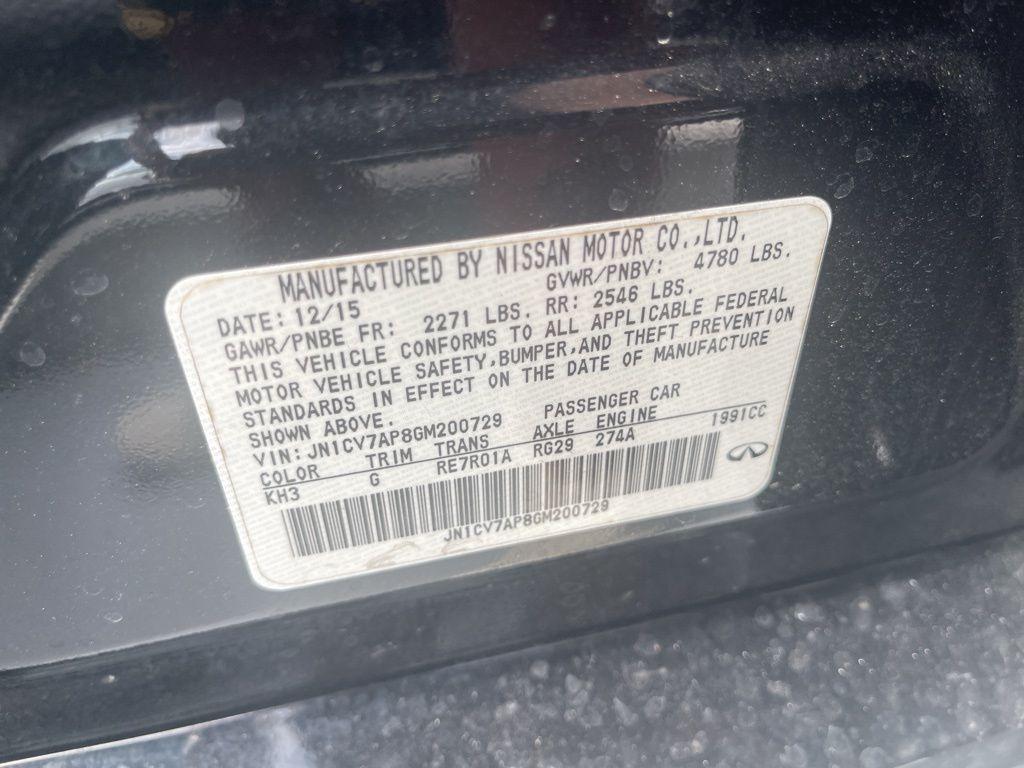 MANUFACTURED BY NISSAN MOTOR CO.,LTD.
DATE: 12/15 GVWR/PNBV: 4780 LBS.
GAWR/PNBE FR: 2271 LBS. RR: 2546 LBS.
THIS VEHICLE CONFORMS TO ALL APPLICABLE FEDERAL
MOTOR VEHICLE SAFETY,BUMPER,AND THEFT PREVENTION
STANDARDS IN EFFECT ON THE DATE OF MANUFACTURE
SHOWN ABOVE.
VIN:JN1CV7AP8GM200729 PASSENGER CAR
COLOR TRIM TRANS AXLE ENGINE 1991CC
KH3 G RE7R01A RG29 274A
JN1CV7AP8GM200729